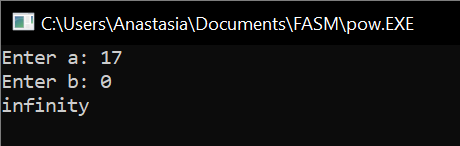 C:\Users\Anastasia\Documents\FASM\pow.EXE
Enter a: 17
Enter b: 0
infinity